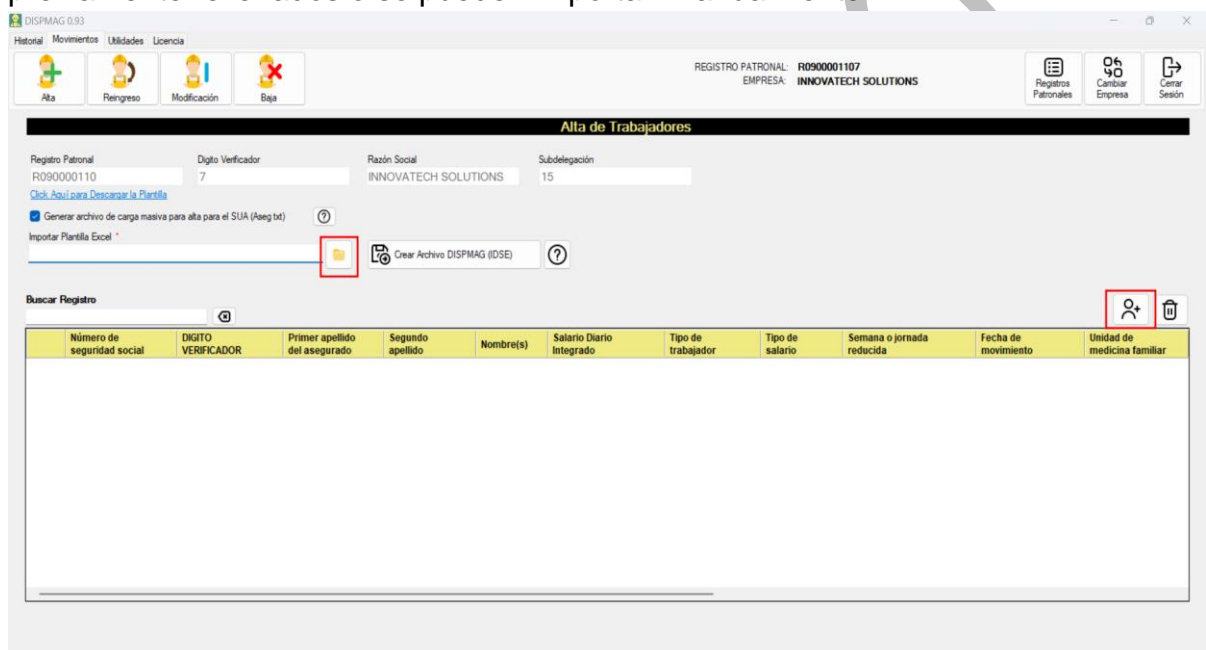 DISPMAG 0.93
Historial Movimientos Utilidades Licencia
Alta Reingreso Modificación Baja
REGISTRO PATRONAL: R0900001107
EMPRESA: INNOVATECH SOLUTIONS
Registros Patronales
Cambiar Empresa
Cerrar Sesión
Alta de Trabajadores
Registro Patronal Digito Verificador Razón Social Subdelegación
R090000110 7 INNOVATECH SOLUTIONS 15
Click Aquí para Descargar la Plantilla
Generar archivo de carga masiva para alta para el SUA (Aseg.txt)
Importar Plantilla Excel *
Crear Archivo DISPMAG (IDSE)
Buscar Registro
Número de seguridad social
DIGITO VERIFICADOR
Primer apellido del asegurado
Segundo apellido
Nombre(s)
Salario Diario Integrado
Tipo de trabajador
Tipo de salario
Semana o jornada reducida
Fecha de movimiento
Unidad de medicina familiar